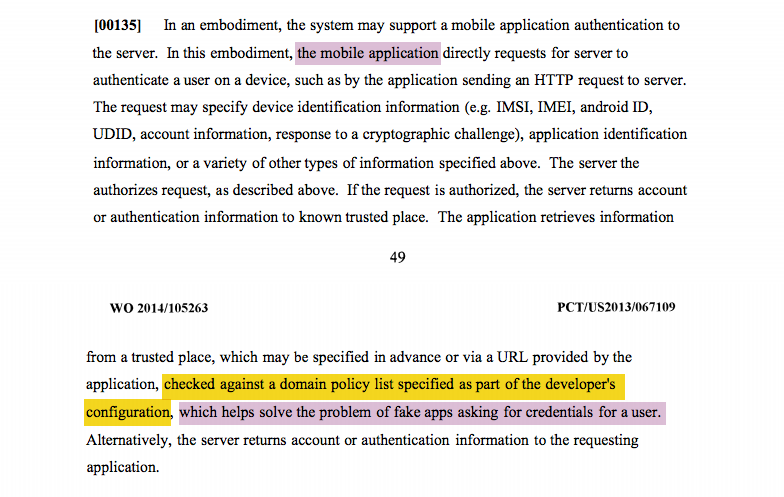 [00135] In an embodiment, the system may support a mobile application authentication to
the server. In this embodiment, the mobile application directly requests for server to
authenticate a user on a device, such as by the application sending an HTTP request to server.
The request may specify device identification information (e.g. IMSI, IMEI, android ID,
UDID, account information, response to a cryptographic challenge), application identification
information, or a variety of other types of information specified above. The server the
authorizes request, as described above. If the request is authorized, the server returns account
or authentication information to known trusted place. The application retrieves information
49
WO 2014/105263 PCT/US2013/067109
from a trusted place, which may be specified in advance or via a URL provided by the
application, checked against a domain policy list specified as part of the developer's
configuration, which helps solve the problem of fake apps asking for credentials for a user.
Alternatively, the server returns account or authentication information to the requesting
application.